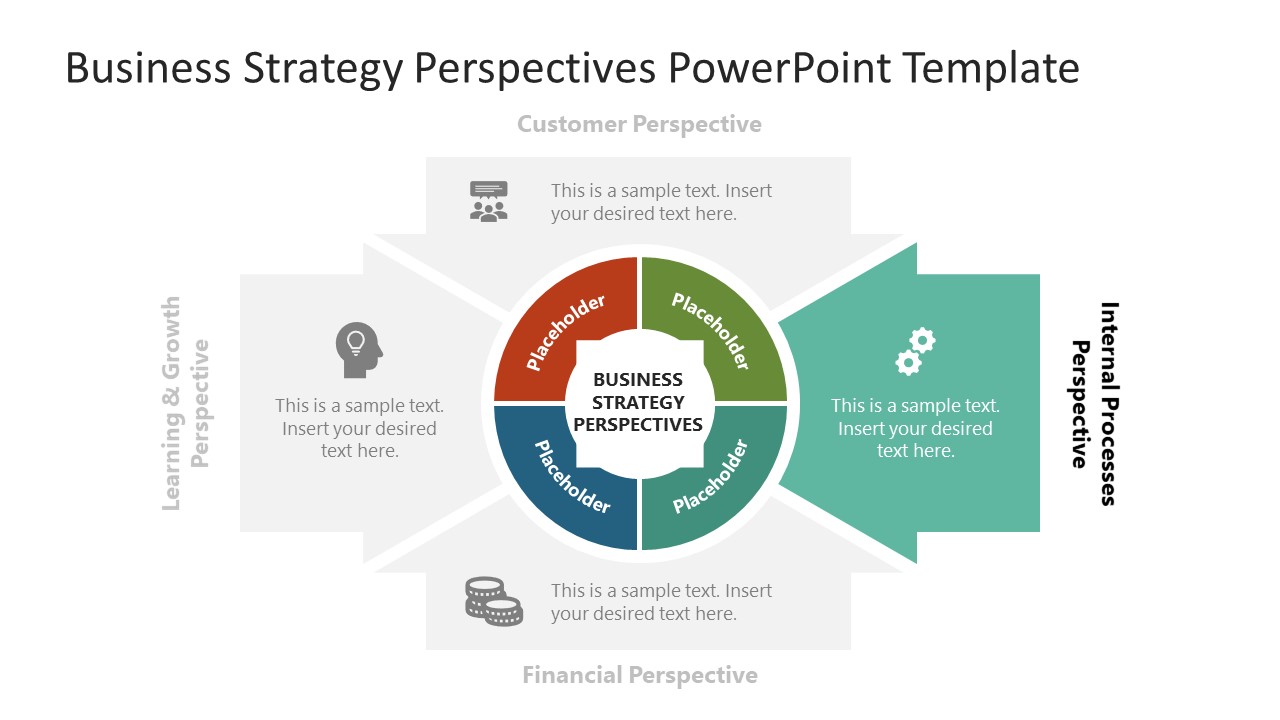 Business Strategy Perspectives PowerPoint Template
Customer Perspective
This is a sample text. Insert
your desired text here.
Learning & Growth
Perspective
This is a sample text.
Insert your desired
text here.
Placeholder
Placeholder
BUSINESS
STRATEGY
PERSPECTIVES
Placeholder
Placeholder
This is a sample text.
Insert your desired
text here.
Internal Processes
Perspective
This is a sample text. Insert
your desired text here.
Financial Perspective